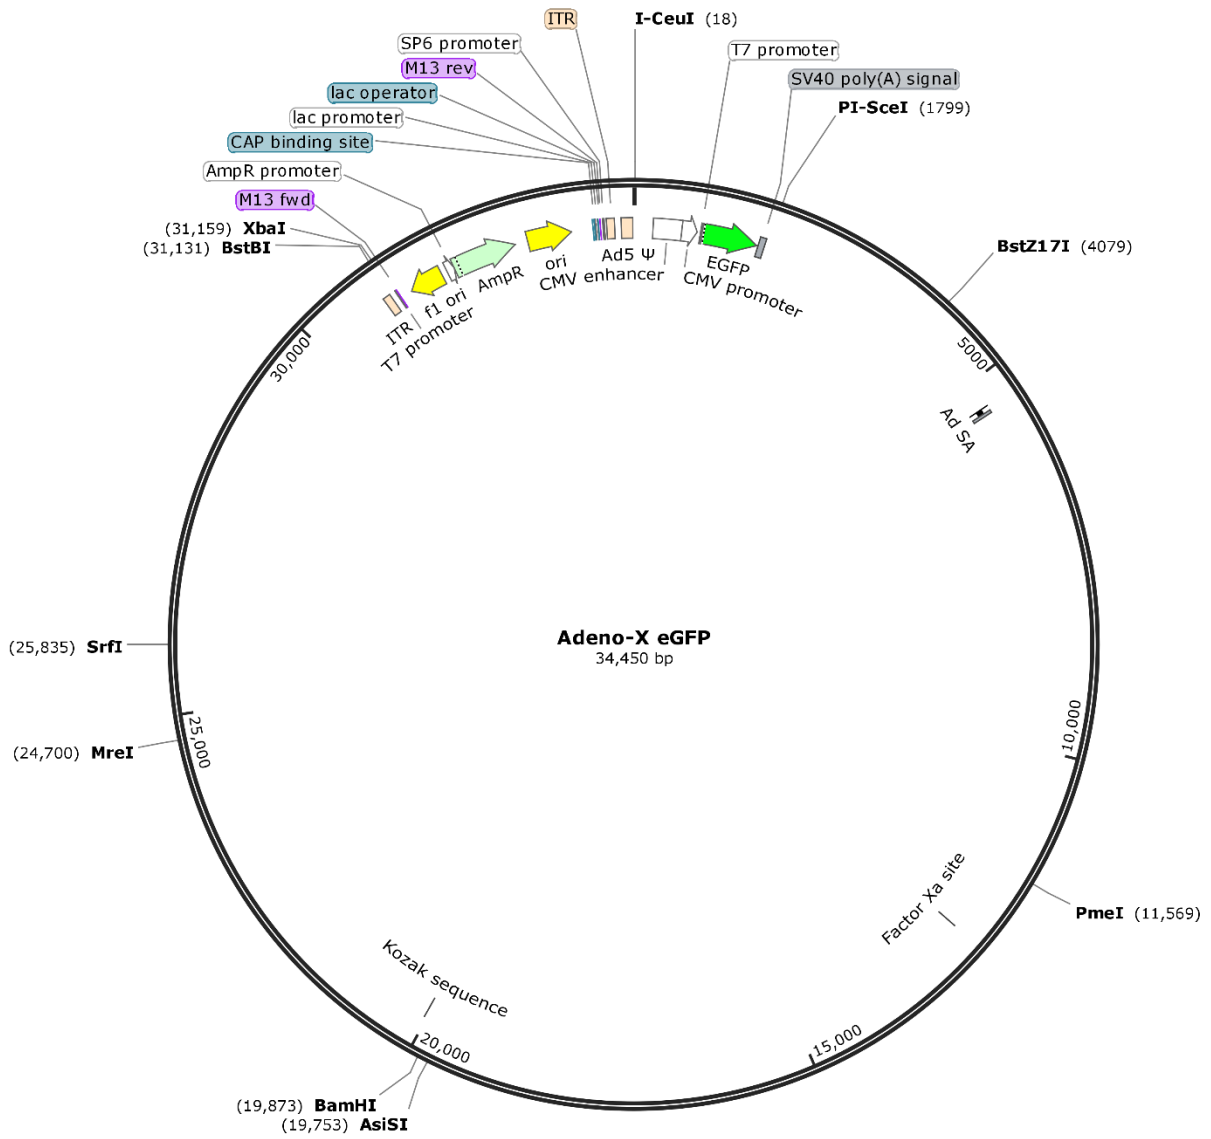 ITR
I-CeuI (18)
SP6 promoter
T7 promoter
M13 rev
SV40 poly(A) signal
lac operator
PI-SceI (1799)
lac promoter
CAP binding site
AmpR promoter
M13 fwd
(31,159) XbaI
(31,131) BstBI
BstZ17I (4079)
ITR
T7 promoter
f1 ori
AmpR
ori
CMV enhancer
Ad5 Ψ
CMV promoter
EGFP
30,000
5000
Ad SA
Adeno-X eGFP
34,450 bp
(25,835) SrfI
25,000
(24,700) MreI
10,000
Factor Xa site
PmeI (11,569)
Kozak sequence
20,000
15,000
(19,873) BamHI
(19,753) AsiSI